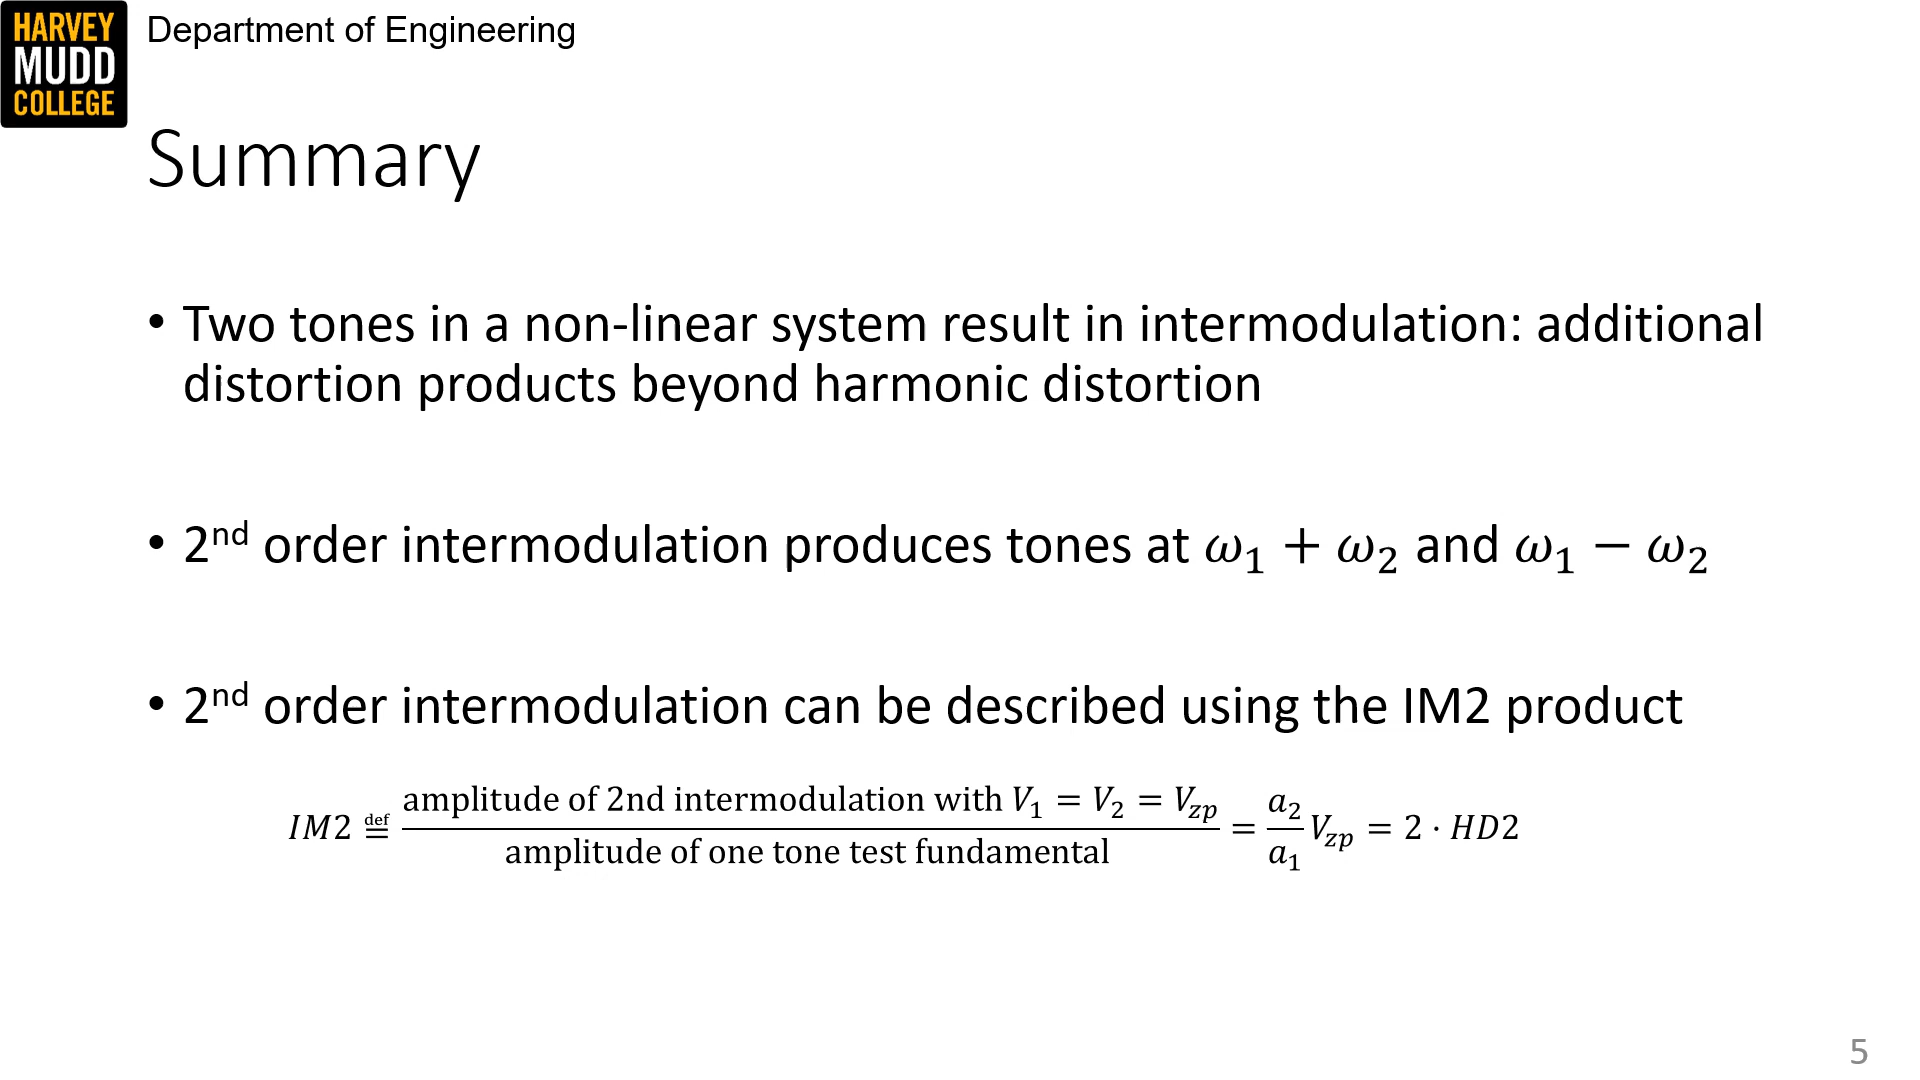 HARVEY
MUDD
COLLEGE
Department of Engineering
Summary
• Two tones in a non-linear system result in intermodulation: additional
distortion products beyond harmonic distortion
• 2nd order intermodulation produces tones at ω₁ + ω₂ and ω₁ − ω₂
• 2nd order intermodulation can be described using the IM2 product
IM2 ≝ (amplitude of 2nd intermodulation with V₁ = V₂ = V_zp) / (amplitude of one tone test fundamental) = a₂/a₁ V_zp = 2 · HD2
5